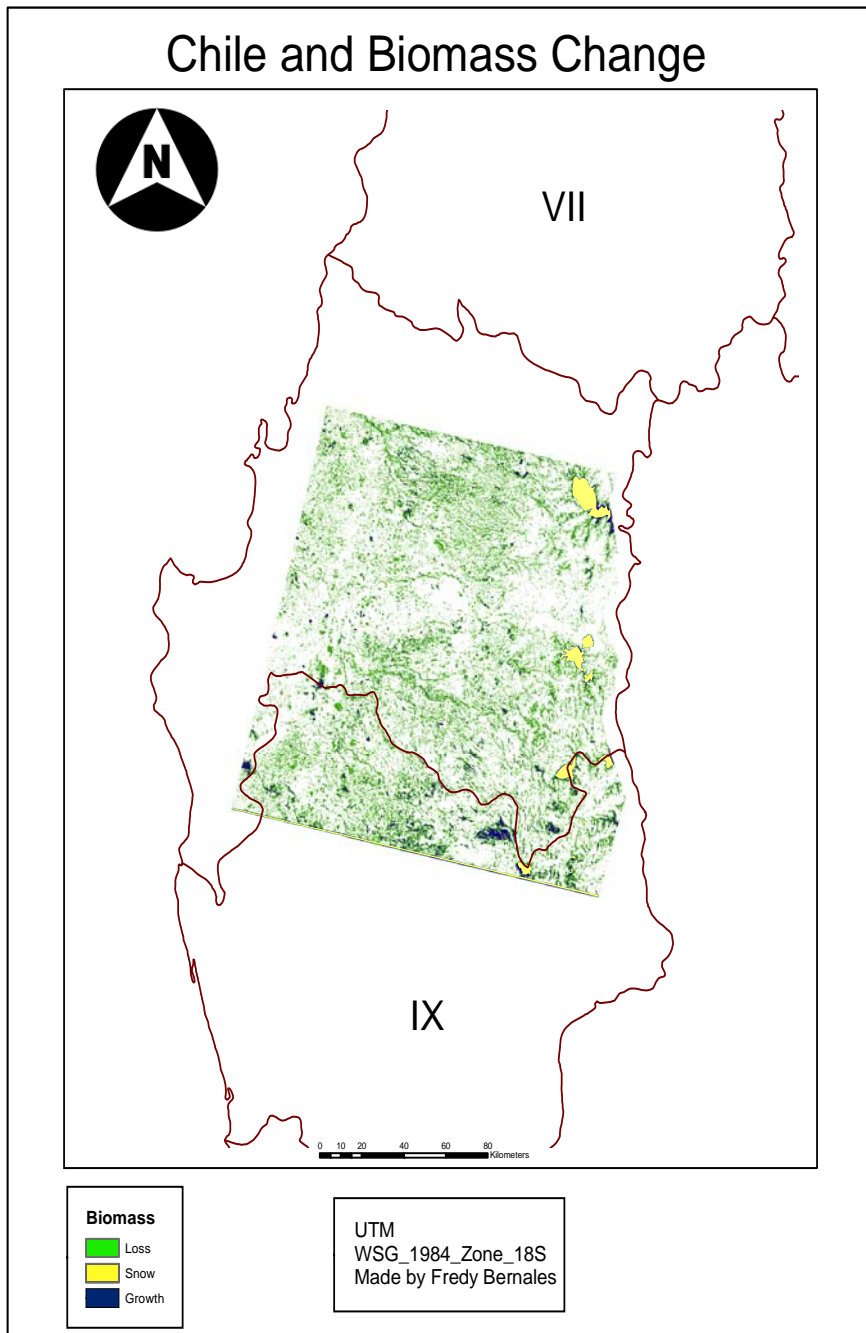 Chile and Biomass Change
N
VII
IX
0 10 20 40 60 80
Kilometers
Biomass
Loss
Snow
Growth
UTM
WSG_1984_Zone_18S
Made by Fredy Bernales